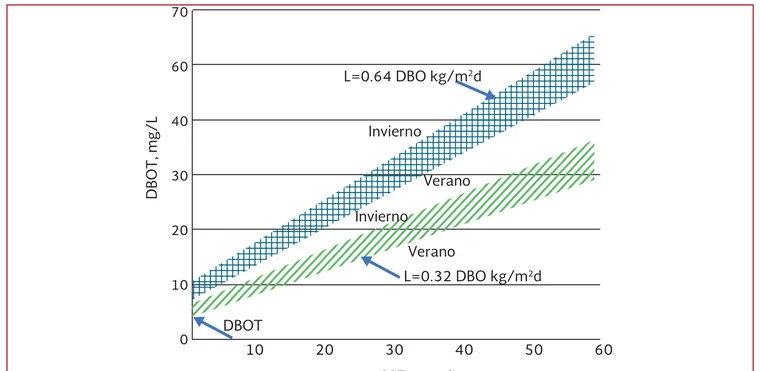 70
60
L=0.64 DBO kg/m²d
40
Invierno
DBOT, mg/L
30
Verano
Invierno
20
Verano
10
L=0.32 DBO kg/m²d
DBOT
0
10 20 30 40 50 60